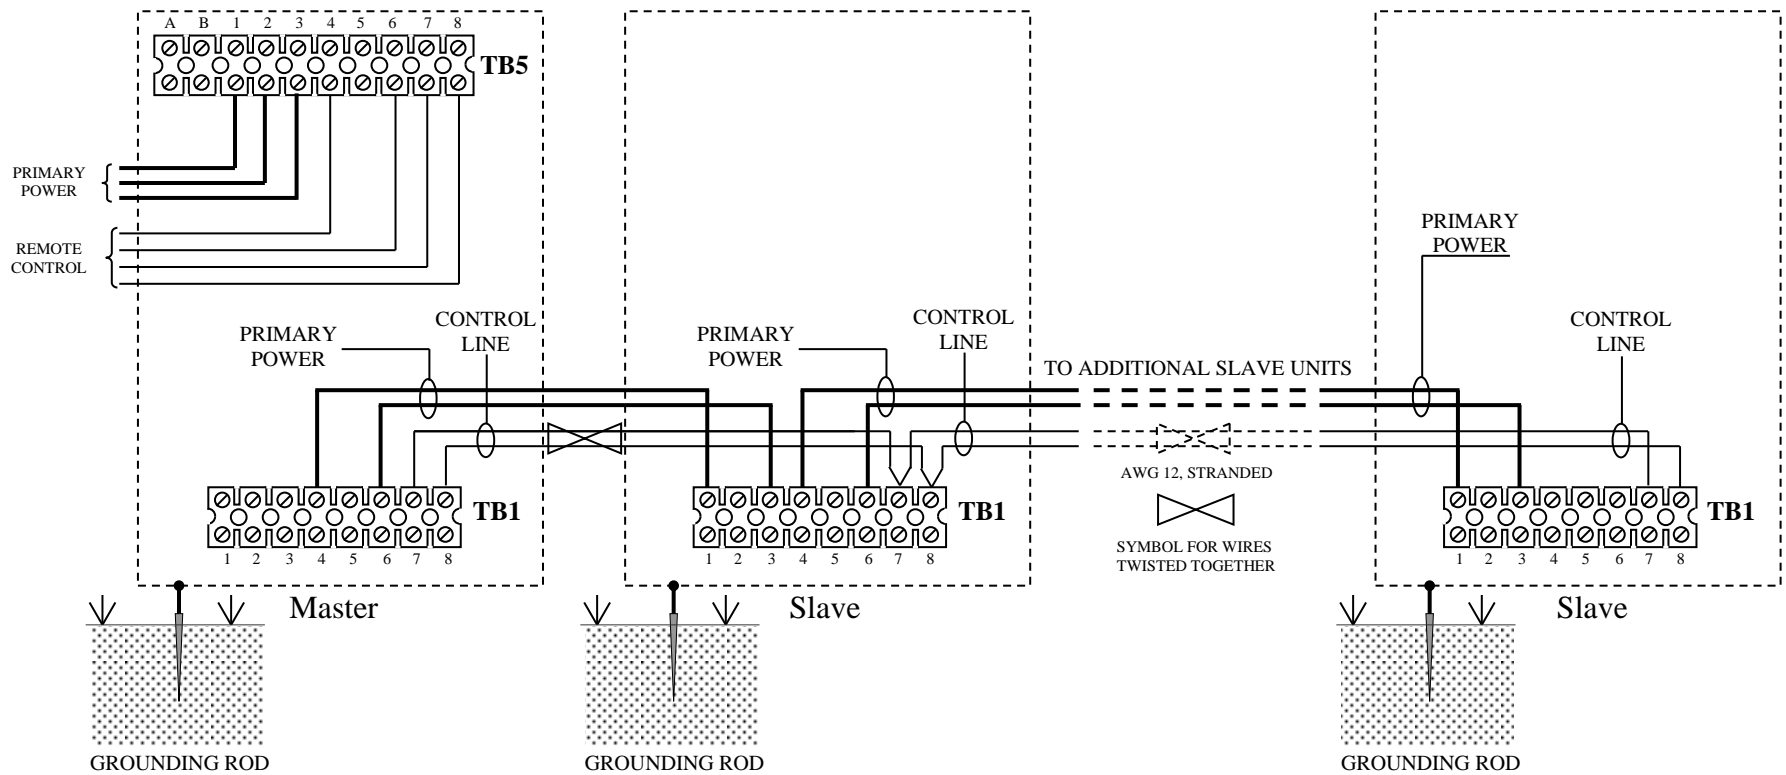 A B 1 2 3 4 5 6 7 8
TB5
PRIMARY
POWER
REMOTE
CONTROL
PRIMARY
POWER
CONTROL
LINE
TB1
1 2 3 4 5 6 7 8
Master
GROUNDING ROD
PRIMARY
POWER
CONTROL
LINE
TB1
1 2 3 4 5 6 7 8
Slave
GROUNDING ROD
TO ADDITIONAL SLAVE UNITS
AWG 12, STRANDED
SYMBOL FOR WIRES
TWISTED TOGETHER
PRIMARY
POWER
CONTROL
LINE
TB1
1 2 3 4 5 6 7 8
Slave
GROUNDING ROD